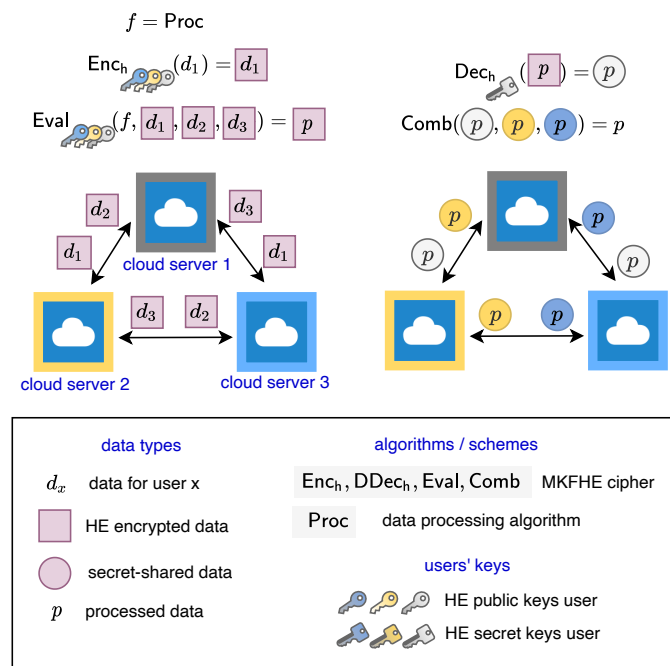 f = Proc
Enc_h(d_1) = d_1
Eval(f, d_1, d_2, d_3) = p
Dec_h(p) = p
Comb(p, p, p) = p
d_2
d_1
d_3
d_1
cloud server 1
d_3
d_2
cloud server 2
cloud server 3
p
p
p
p
p
p
data types
d_x data for user x
HE encrypted data
secret-shared data
p processed data
algorithms / schemes
Enc_h, DDec_h, Eval, Comb MKFHE cipher
Proc data processing algorithm
users' keys
HE public keys user
HE secret keys user